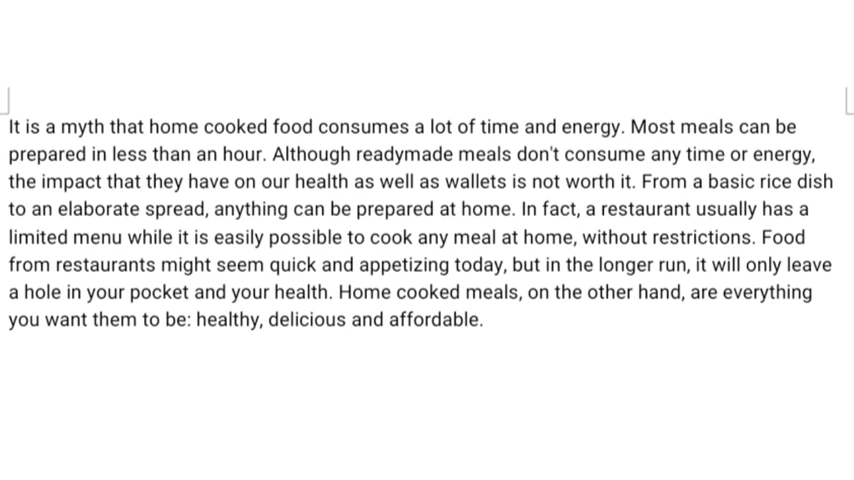 It is a myth that home cooked food consumes a lot of time and energy. Most meals can be
prepared in less than an hour. Although readymade meals don't consume any time or energy,
the impact that they have on our health as well as wallets is not worth it. From a basic rice dish
to an elaborate spread, anything can be prepared at home. In fact, a restaurant usually has a
limited menu while it is easily possible to cook any meal at home, without restrictions. Food
from restaurants might seem quick and appetizing today, but in the longer run, it will only leave
a hole in your pocket and your health. Home cooked meals, on the other hand, are everything
you want them to be: healthy, delicious and affordable.